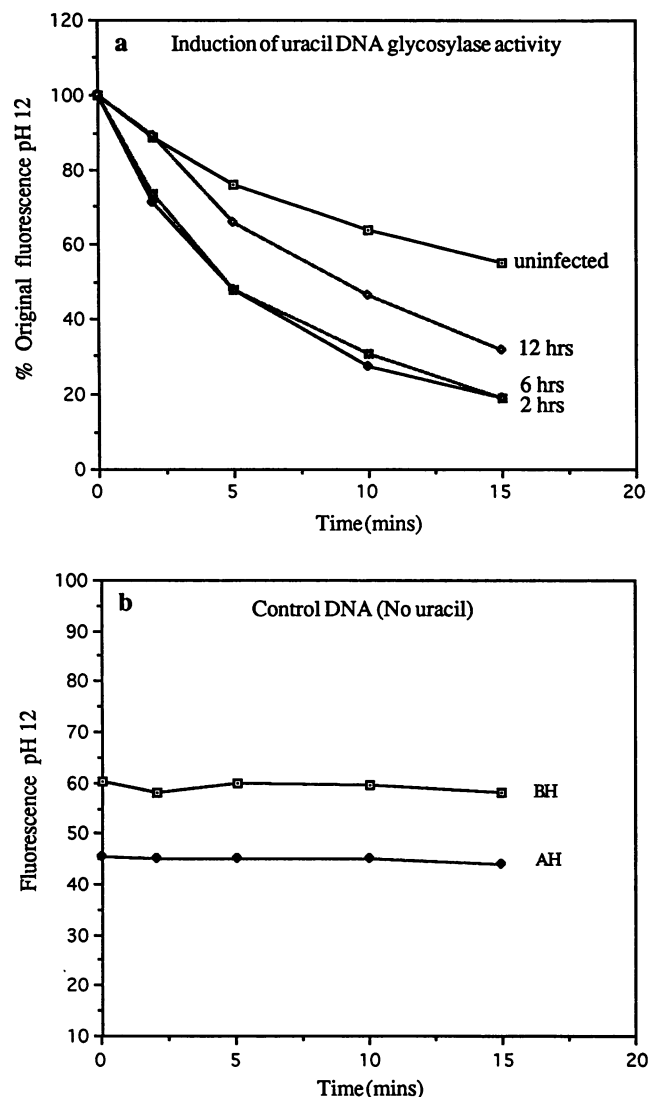 120
a Induction of uracil DNA glycosylase activity
100
80
60
40
20
0
% Original fluorescence pH 12
uninfected
12 hrs
6 hrs
2 hrs
0 5 10 15 20
Time (mins)
100
b Control DNA (No uracil)
90
80
70
60
50
40
30
20
10
Fluorescence pH 12
BH
AH
0 5 10 15 20
Time (mins)